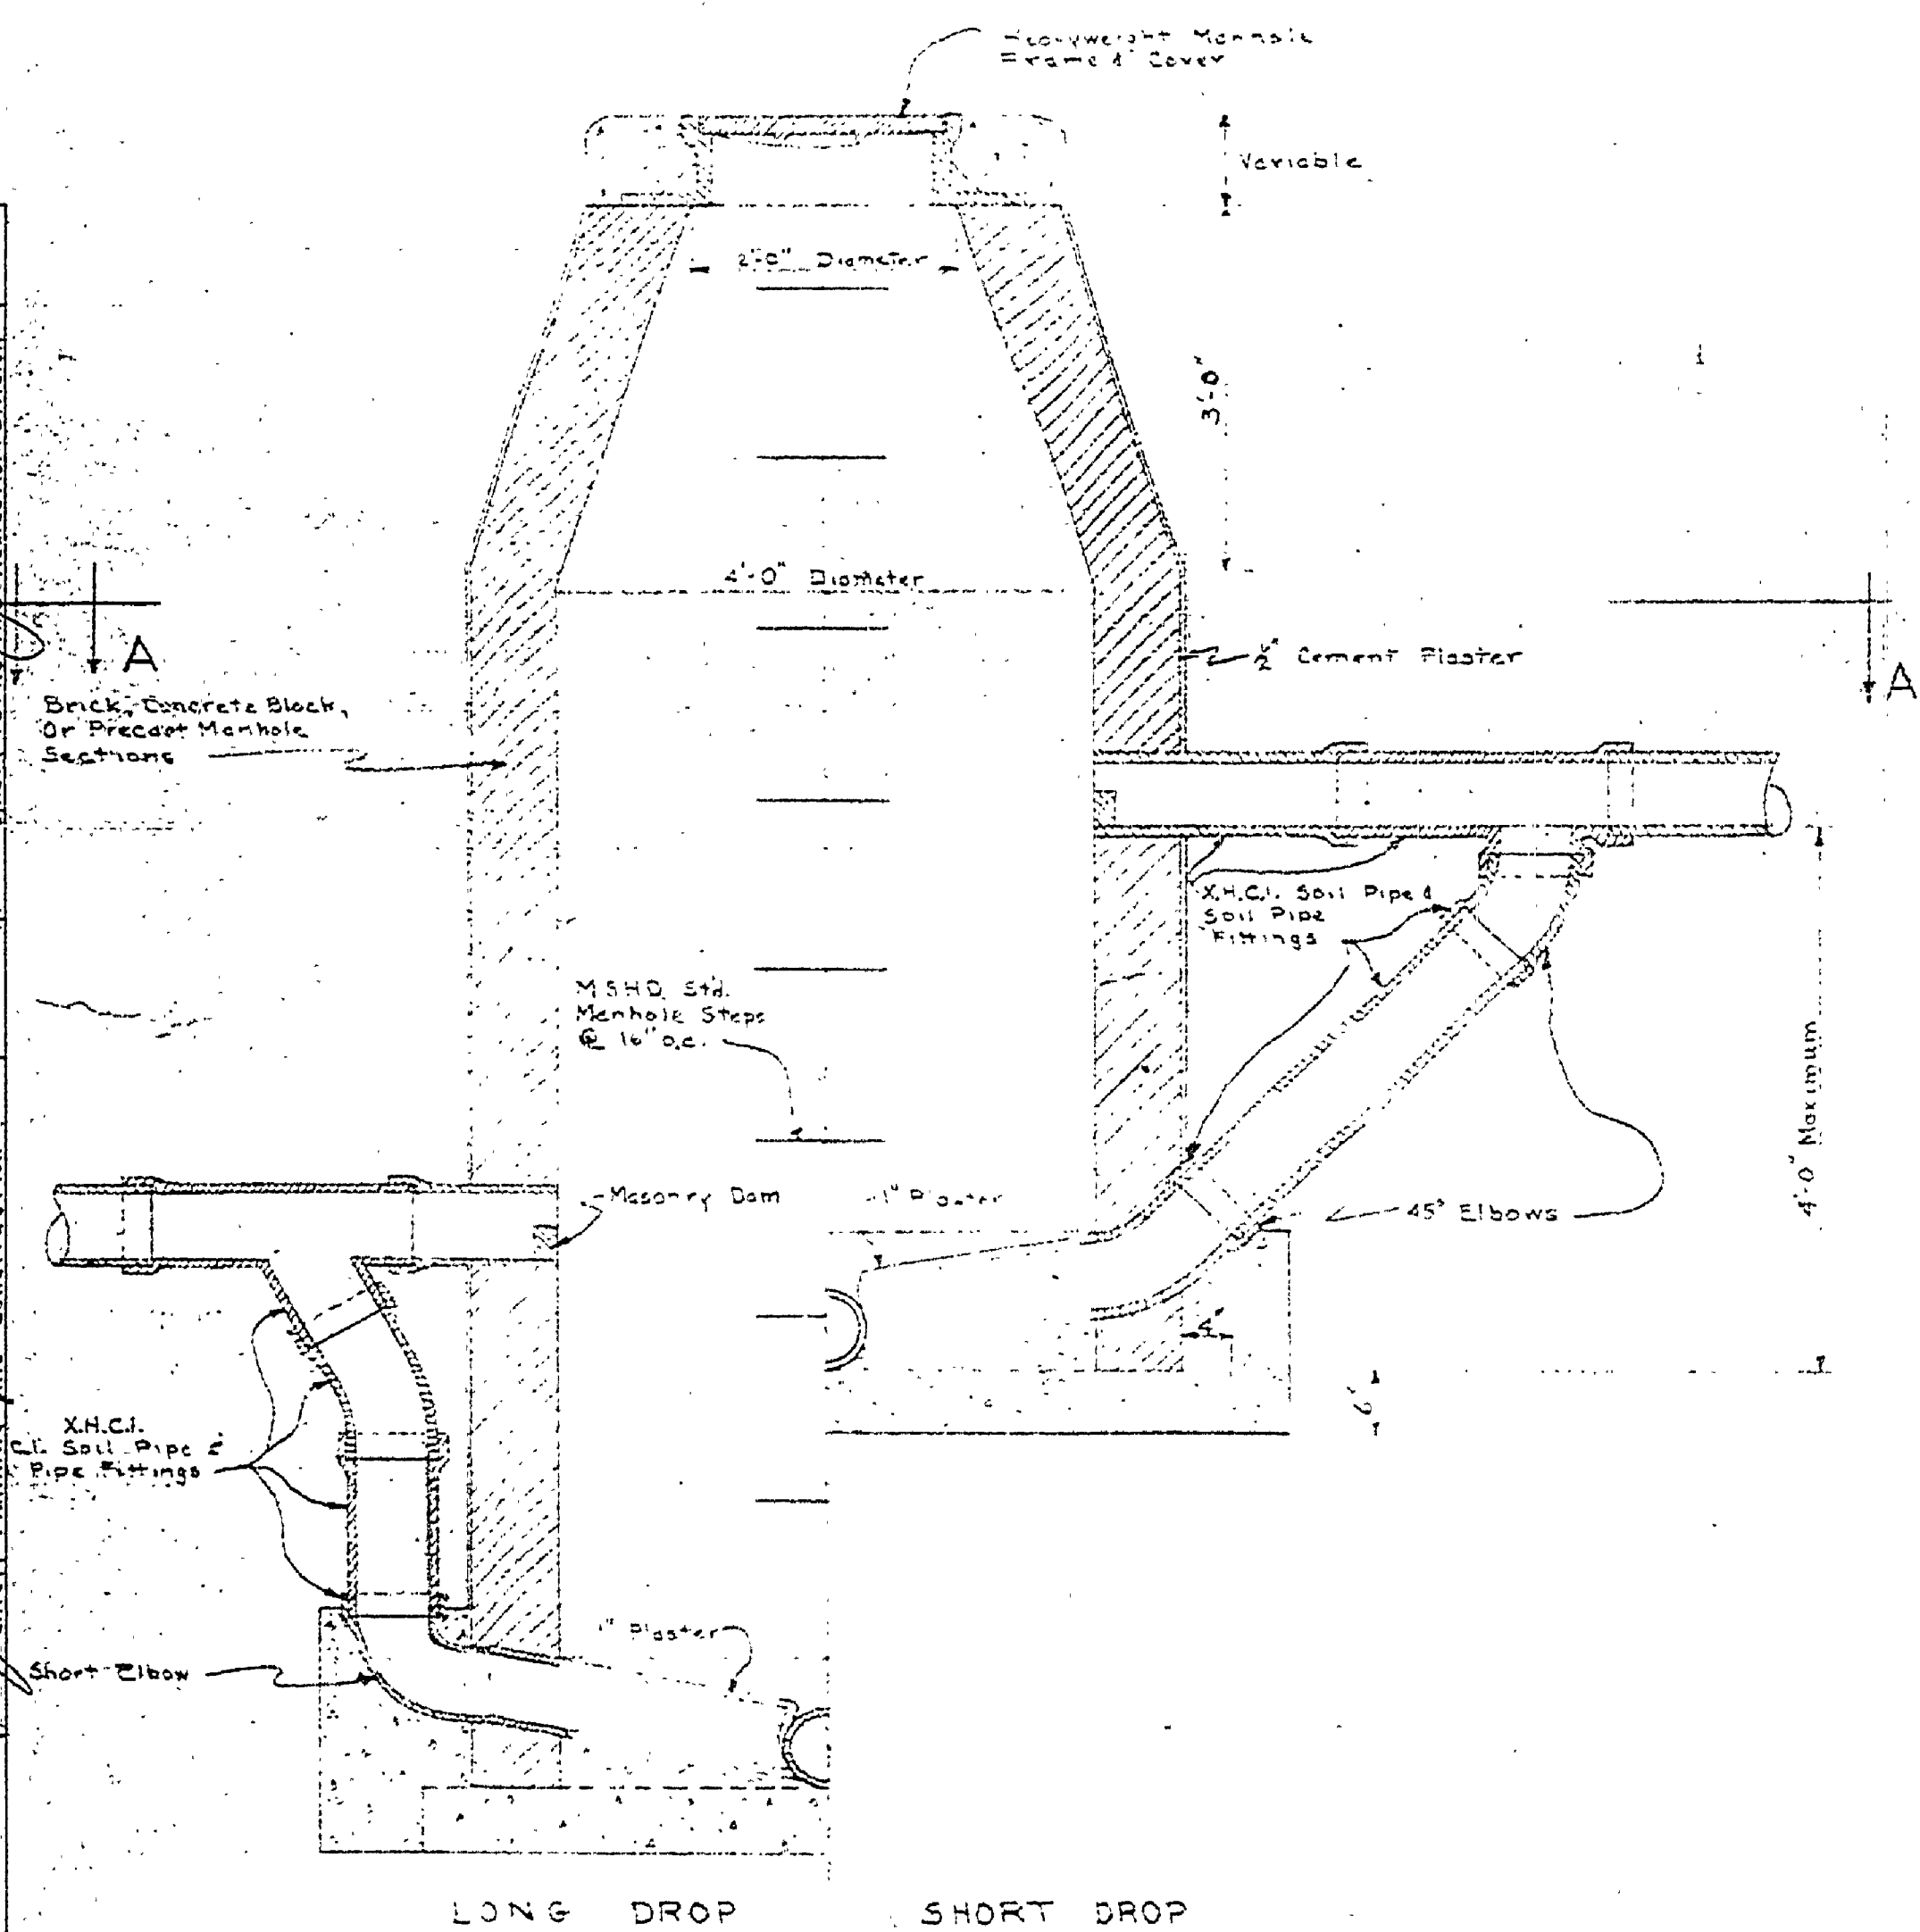 Heavyweight Manhole
Frame & Cover
Variable
2'-0" Diameter
3'-0"
4'-0" Diameter
A
A
1/2" Cement Plaster
Brick, Concrete Block,
Or Precast Manhole
Sections
X.H.C.I. Soil Pipe &
Soil Pipe
Fittings
M.S.H.D. Std.
Manhole Steps
@ 16" o.c.
4'-0" Maximum
Masonry Dam
1" Plaster
45° Elbows
4"
6"
X.H.C.I.
C.I. Soil Pipe &
Pipe Fittings
1" Plaster
Short Elbow
LONG DROP
SHORT DROP